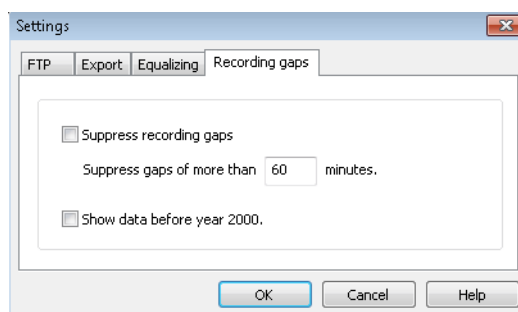 Settings
FTP Export Equalizing Recording gaps
Suppress recording gaps
Suppress gaps of more than 60 minutes.
Show data before year 2000.
OK Cancel Help